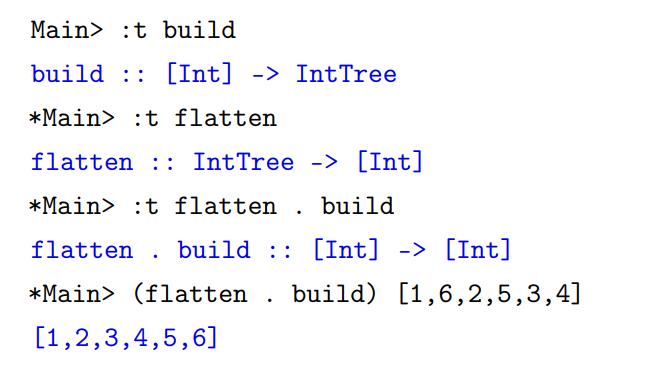 Main> :t build
build :: [Int] -> IntTree
*Main> :t flatten
flatten :: IntTree -> [Int]
*Main> :t flatten . build
flatten . build :: [Int] -> [Int]
*Main> (flatten . build) [1,6,2,5,3,4]
[1,2,3,4,5,6]